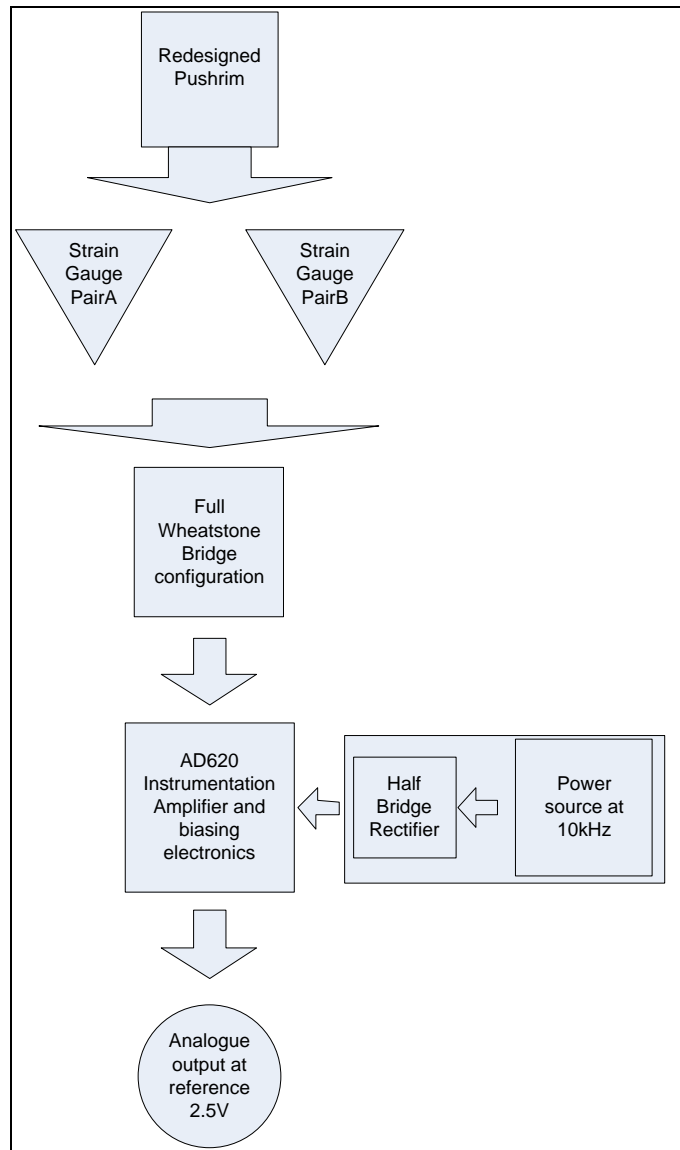 Redesigned
Pushrim
Strain
Gauge
PairA
Strain
Gauge
PairB
Full
Wheatstone
Bridge
configuration
AD620
Instrumentation
Amplifier and
biasing
electronics
Half
Bridge
Rectifier
Power
source at
10kHz
Analogue
output at
reference
2.5V